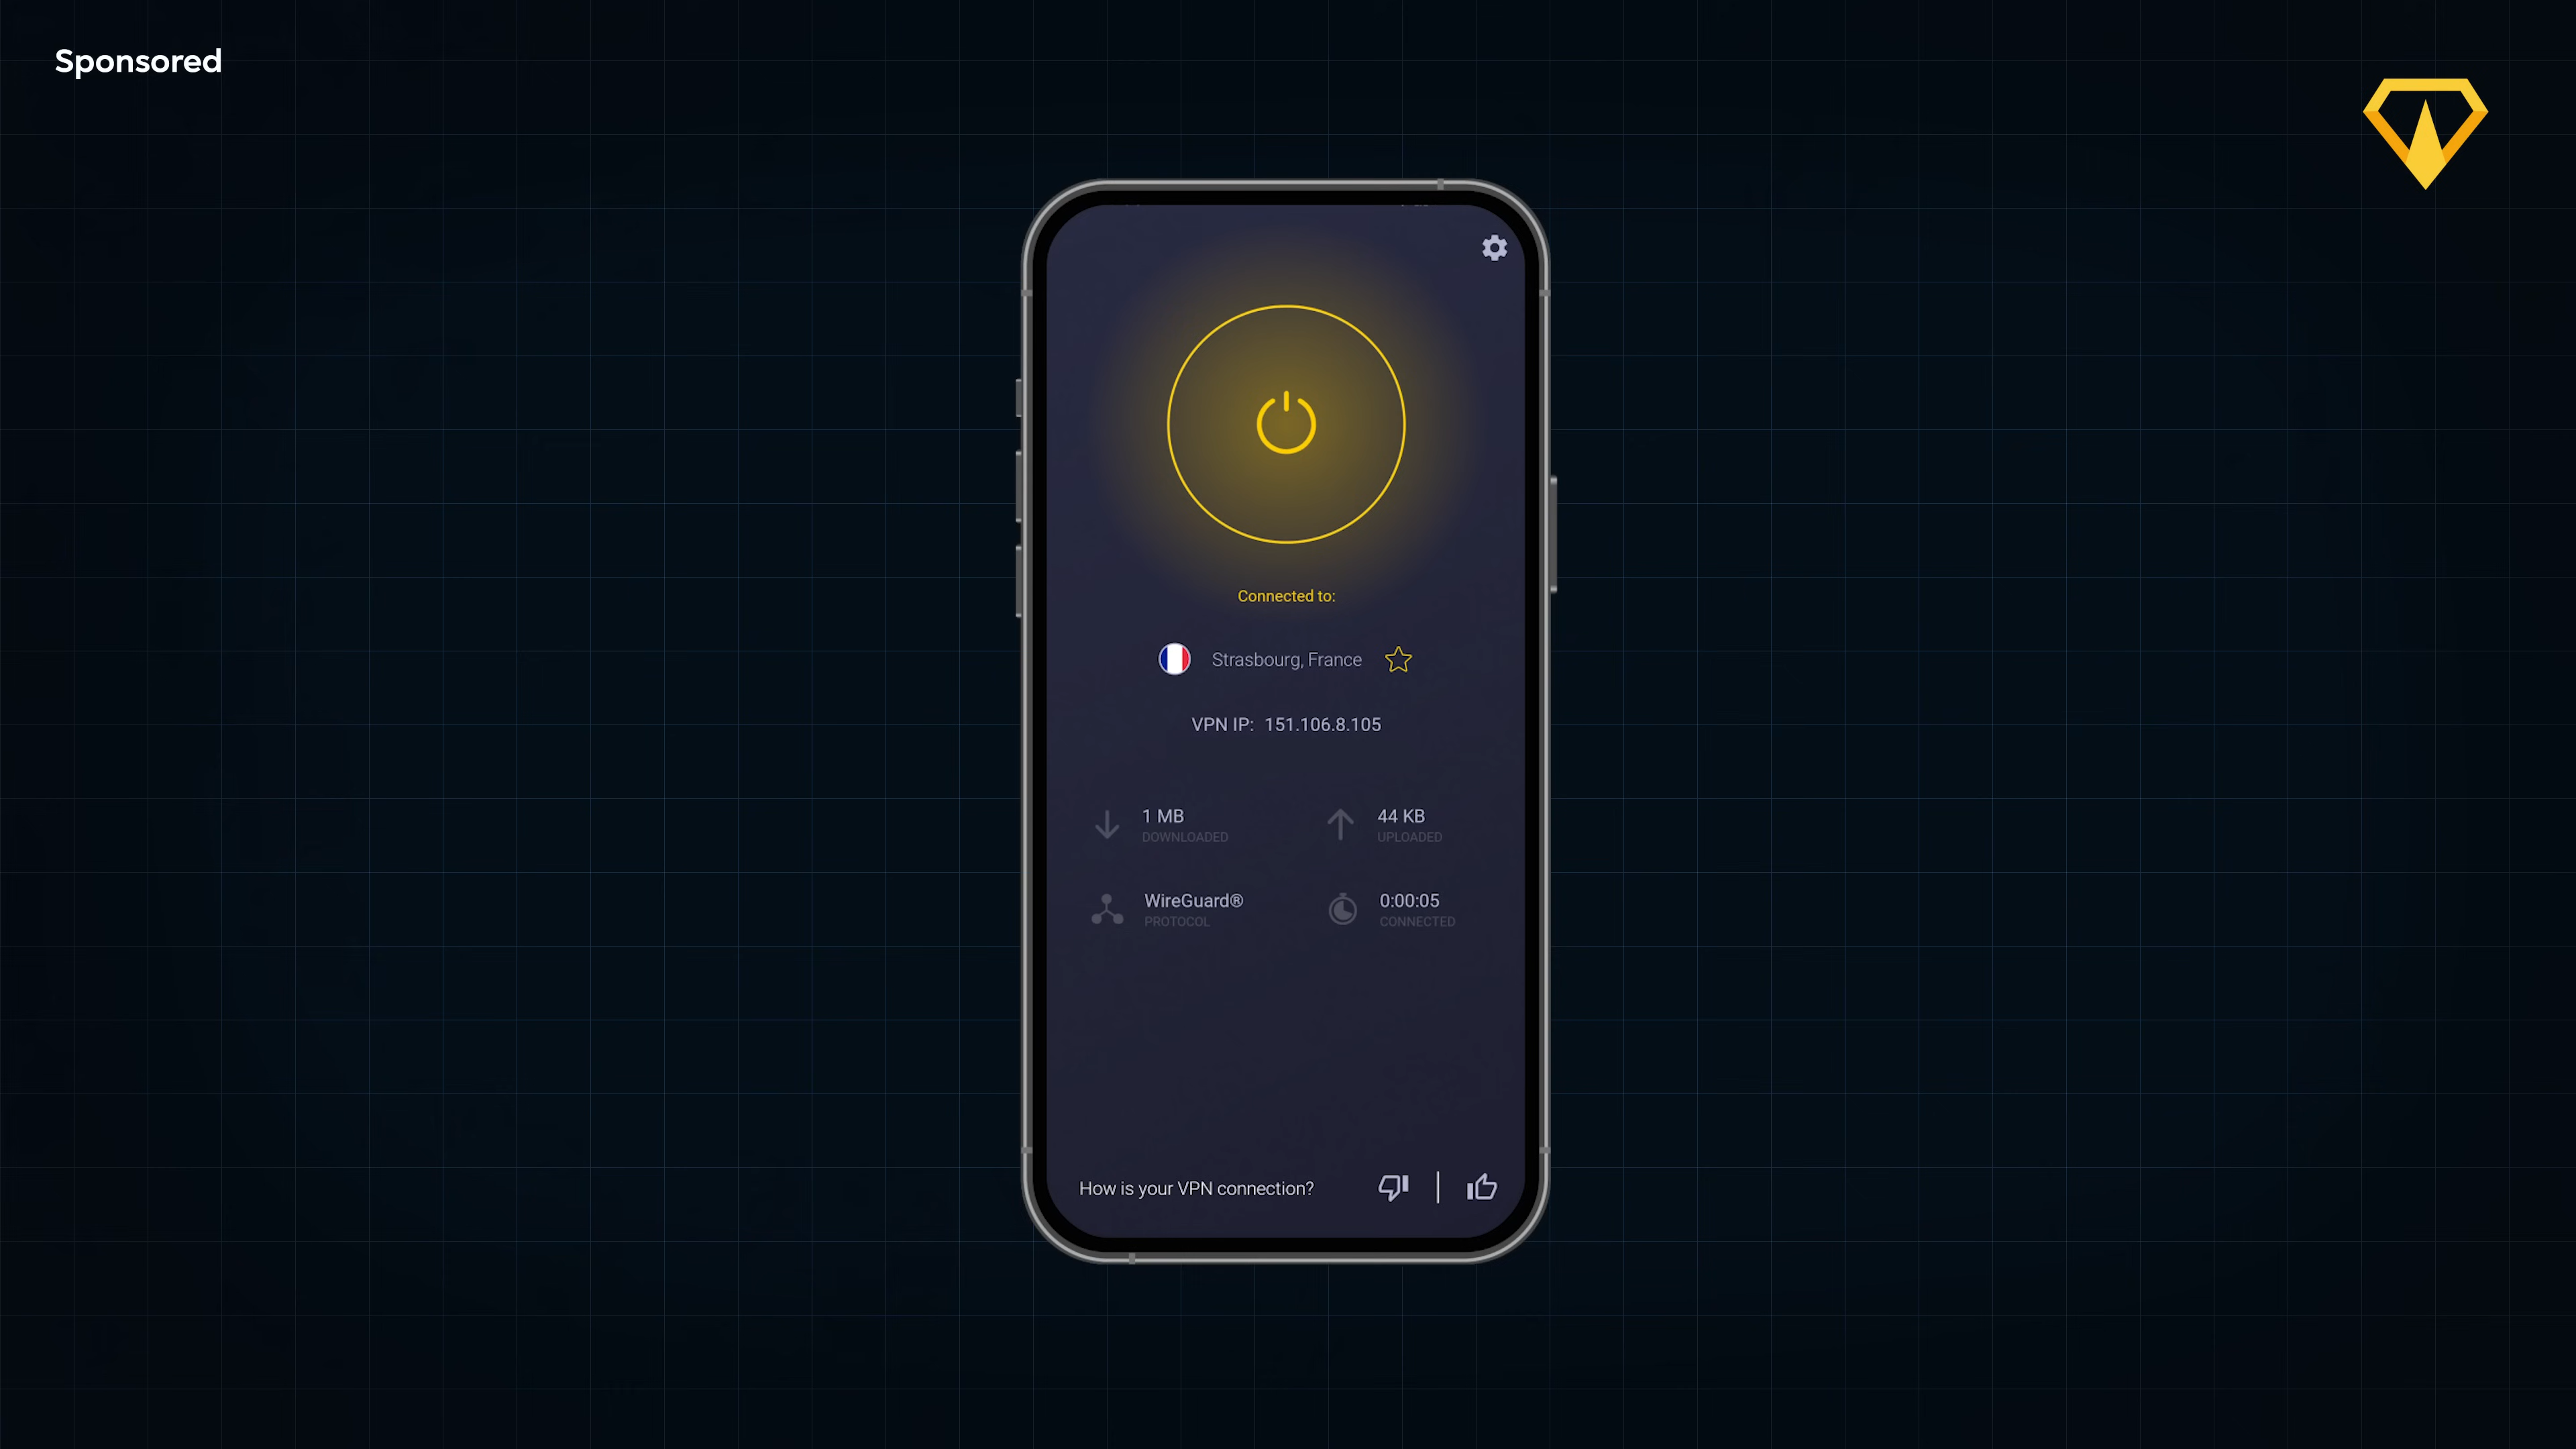 Sponsored
Connected to:
Strasbourg, France
VPN IP: 151.106.8.105
1 MB
DOWNLOADED
44 KB
UPLOADED
WireGuard®
PROTOCOL
0:00:05
CONNECTED
How is your VPN connection?